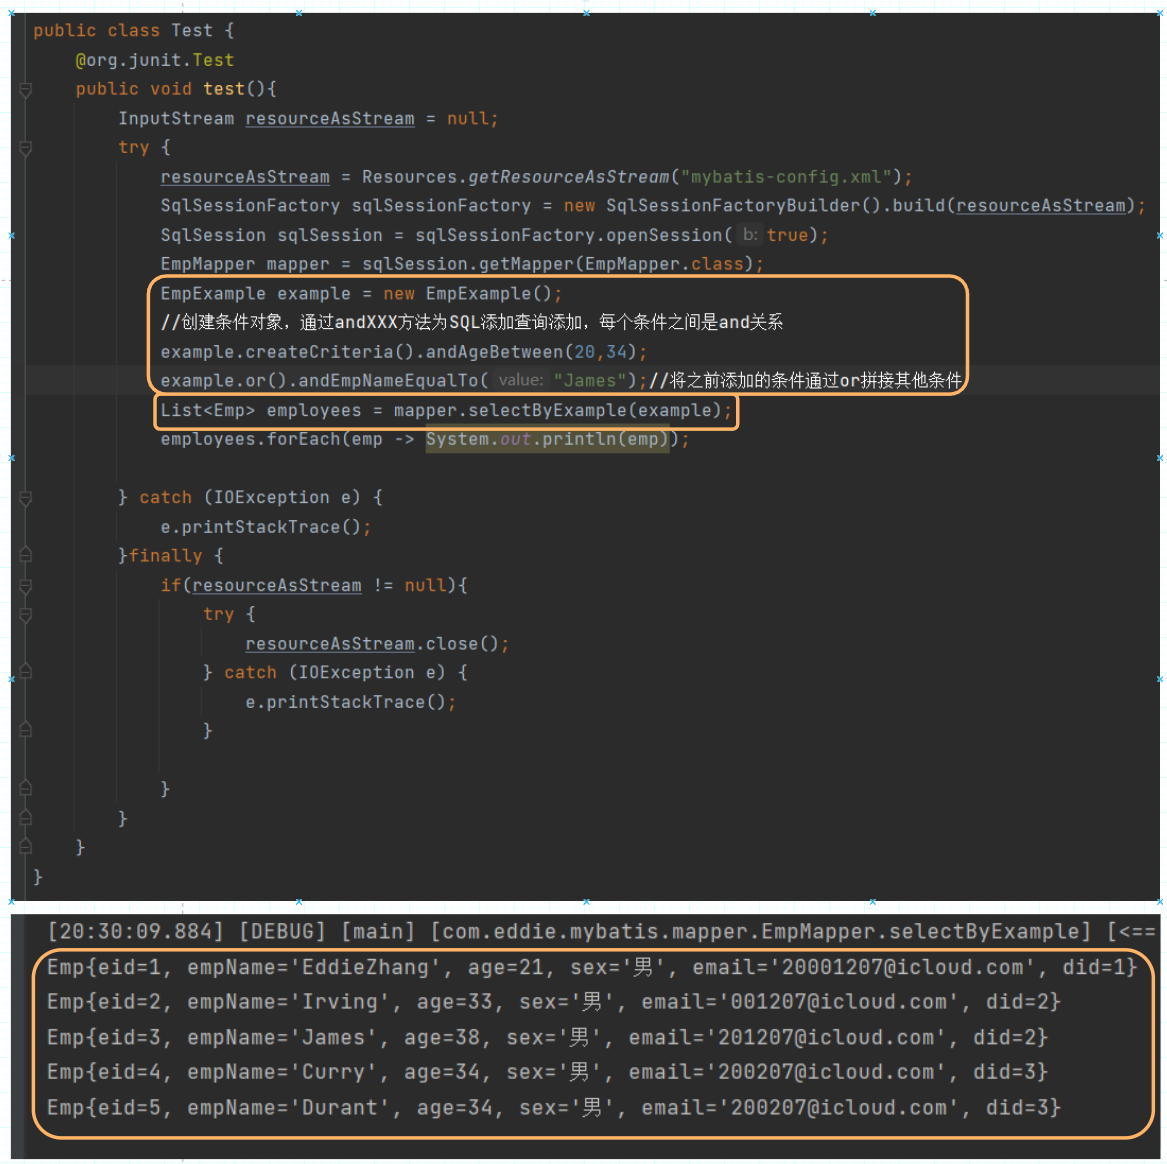 public class Test {
@org.junit.Test
public void test(){
InputStream resourceAsStream = null;
try {
resourceAsStream = Resources.getResourceAsStream("mybatis-config.xml");
SqlSessionFactory sqlSessionFactory = new SqlSessionFactoryBuilder().build(resourceAsStream);
SqlSession sqlSession = sqlSessionFactory.openSession( b: true);
EmpMapper mapper = sqlSession.getMapper(EmpMapper.class);
EmpExample example = new EmpExample();
//创建条件对象，通过andXXX方法为SQL添加查询添加，每个条件之间是and关系
example.createCriteria().andAgeBetween(20,34);
example.or().andEmpNameEqualTo( value: "James");//将之前添加的条件通过or拼接其他条件
List<Emp> employees = mapper.selectByExample(example);
employees.forEach(emp -> System.out.println(emp));
} catch (IOException e) {
e.printStackTrace();
}finally {
if(resourceAsStream != null){
try {
resourceAsStream.close();
} catch (IOException e) {
e.printStackTrace();
}
}
}
}
}
[20:30:09.884] [DEBUG] [main] [com.eddie.mybatis.mapper.EmpMapper.selectByExample] [<==
Emp{eid=1, empName='EddieZhang', age=21, sex='男', email='20001207@icloud.com', did=1}
Emp{eid=2, empName='Irving', age=33, sex='男', email='001207@icloud.com', did=2}
Emp{eid=3, empName='James', age=38, sex='男', email='201207@icloud.com', did=2}
Emp{eid=4, empName='Curry', age=34, sex='男', email='200207@icloud.com', did=3}
Emp{eid=5, empName='Durant', age=34, sex='男', email='200207@icloud.com', did=3}